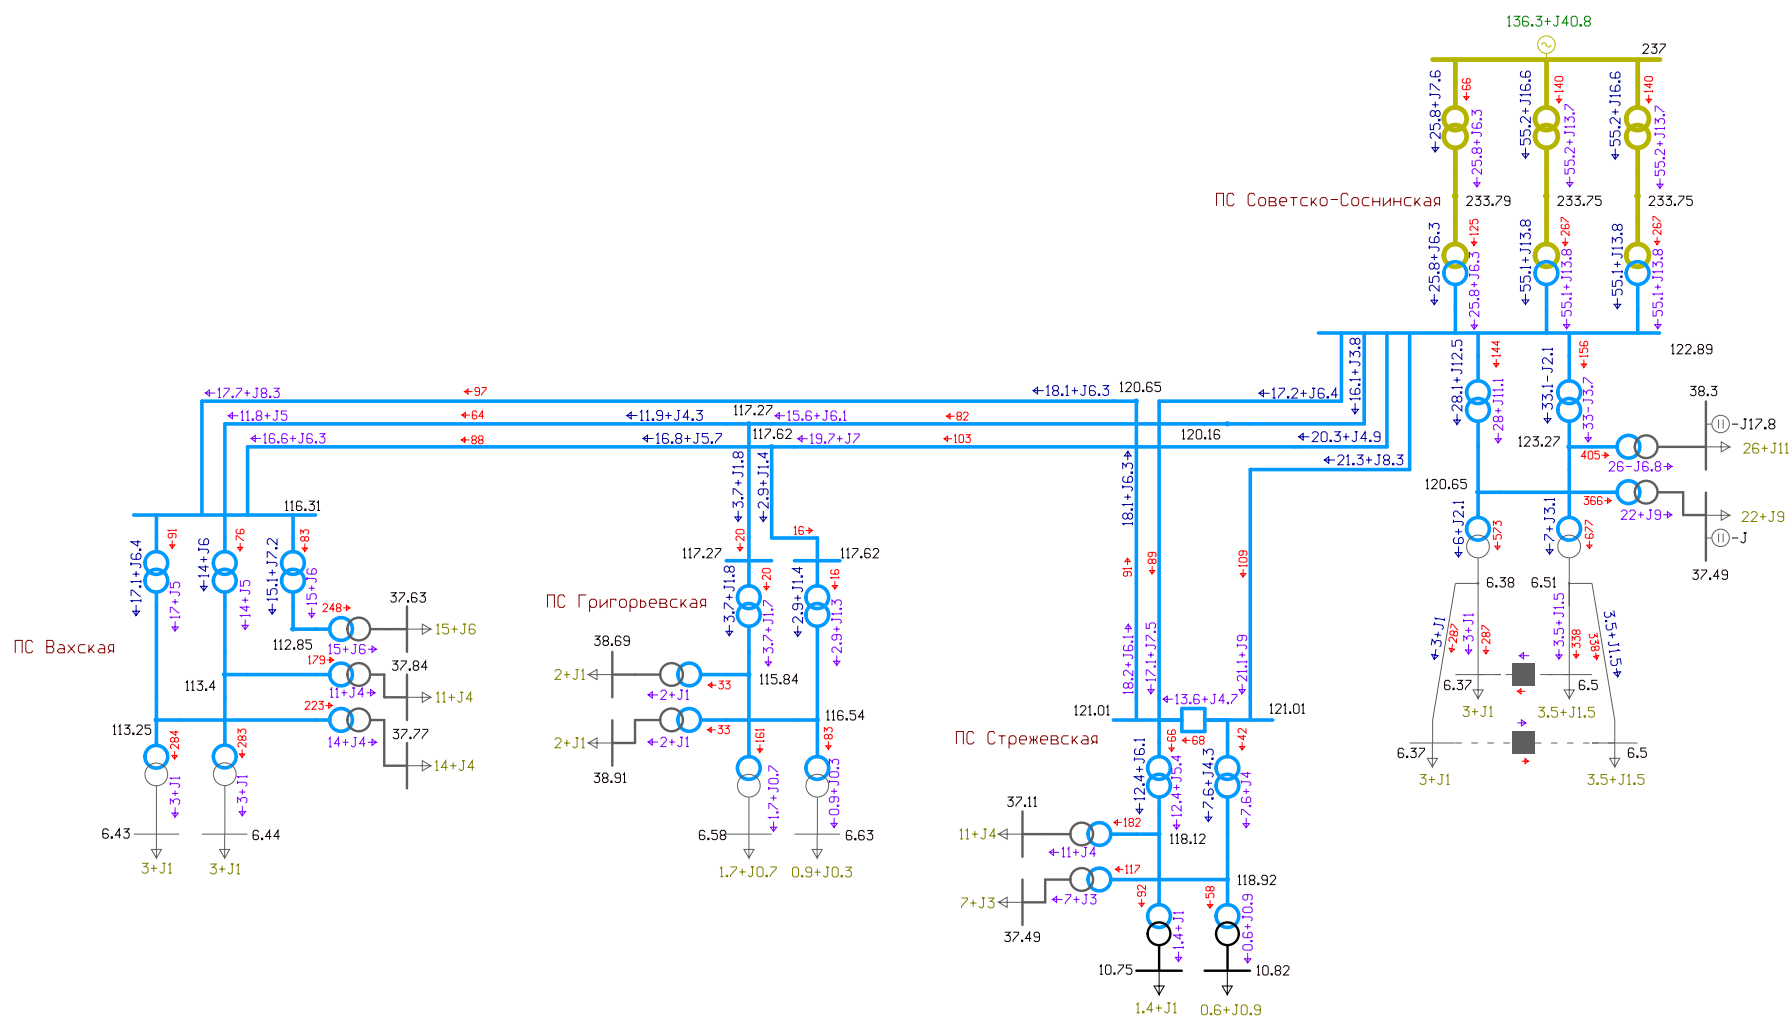 136.3+J40.8
237
25.8+J7.6
66
25.8+J6.3
55.2+J16.6
140
55.2+J13.7
55.2+J16.6
140
55.2+J13.7
ПС Советско-Соснинская
233.79
233.75
233.75
25.8+J6.3
125
25.8+J6.3
55.1+J13.8
267
55.1+J13.8
55.1+J13.8
267
55.1+J13.8
122.89
17.7+J8.3
97
18.1+J6.3
120.65
17.2+J6.4
16.1+J3.8
28.1+J12.5
144
28+J11.1
33.1-J2.1
156
33-J3.7
38.3
-J17.8
26+J11
11.8+J5
64
11.9+J4.3
117.27
15.6+J6.1
82
16.6+J6.3
88
16.8+J5.7
117.62
19.7+J7
103
120.16
20.3+J4.9
21.3+J8.3
123.27
405
26-J6.8
120.65
366
22+J9
22+J9
-J
37.49
3.7+J1.8
2.9+J1.4
18.1+J6.3
116.31
17.1+J6.4
91
17+J5
14+J6
76
14+J5
15.1+J7.2
83
15+J6
20
16
117.27
117.62
6+J2.1
573
7+J3.1
677
91
89
109
ПС Григорьевская
3.7+J1.8
20
3.7+J1.7
2.9+J1.4
16
2.9+J1.3
6.38
6.51
248
37.63
15+J6
15+J6
112.85
ПС Вахская
38.69
2+J1
2+J1
33
115.84
3+J1
287
3+J1
287
3.5+J1.5
338
338
3.5+J1.5
179
37.84
11+J4
11+J4
113.4
18.2+J6.1
17.1+J7.5
21.1+J9
13.6+J4.7
68
6.37
6.5
3+J1
3.5+J1.5
223
14+J4
37.77
14+J4
113.25
116.54
2+J1
2+J1
33
38.91
121.01
121.01
ПС Стрежевская
284
3+J1
283
3+J1
161
1.7+J0.7
83
0.9+J0.3
66
12.4+J6.1
12.4+J5.4
42
7.6+J4.3
7.6+J4
6.37
6.5
3+J1
3.5+J1.5
6.43
6.44
3+J1
3+J1
6.58
6.63
1.7+J0.7
0.9+J0.3
37.11
182
11+J4
11+J4
118.12
117
7+J3
7+J3
118.92
37.49
92
1.4+J1
58
0.6+J0.9
10.75
10.82
1.4+J1
0.6+J0.9